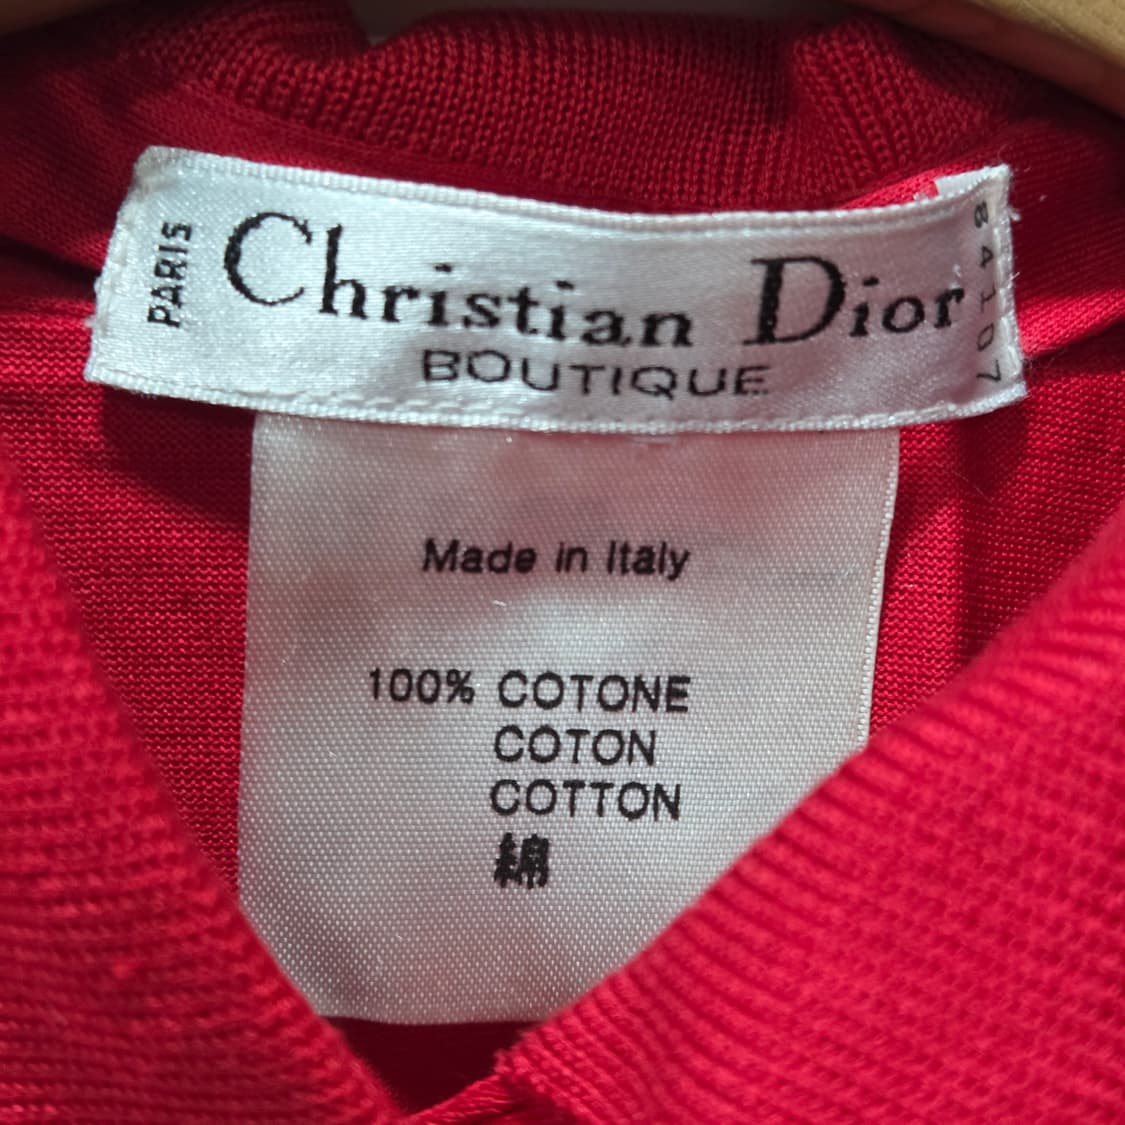 PARIS
Christian Dior
BOUTIQUE
84107
Made in Italy
100% COTONE
COTON
COTTON
綿